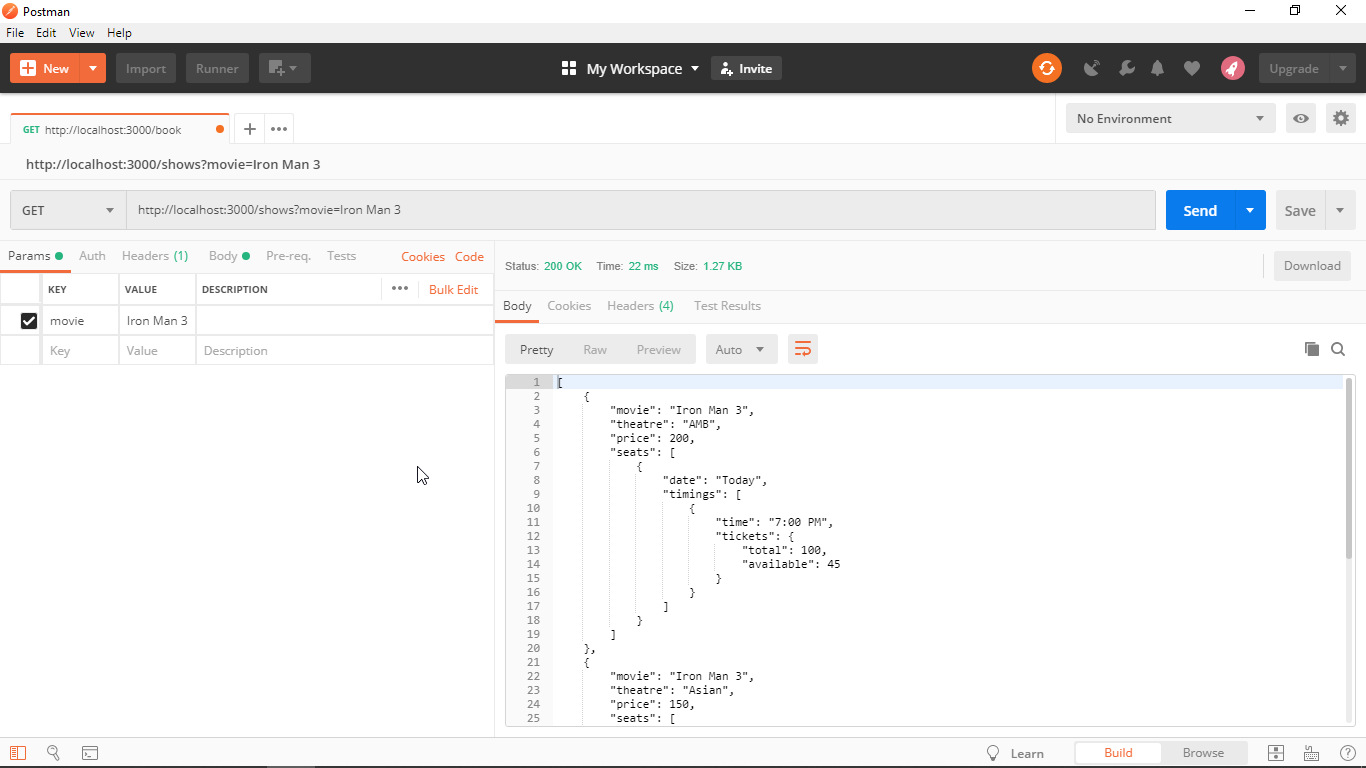 Postman
File Edit View Help
New Import Runner My Workspace Invite Upgrade
GET http://localhost:3000/book No Environment
http://localhost:3000/shows?movie=Iron Man 3
GET http://localhost:3000/shows?movie=Iron Man 3 Send Save
Params Auth Headers (1) Body Pre-req. Tests Cookies Code
KEY VALUE DESCRIPTION Bulk Edit
movie Iron Man 3
Key Value Description
Status: 200 OK Time: 22 ms Size: 1.27 KB Download
Body Cookies Headers (4) Test Results
Pretty Raw Preview Auto
1 [
2 {
3 "movie": "Iron Man 3",
4 "theatre": "AMB",
5 "price": 200,
6 "seats": [
7 {
8 "date": "Today",
9 "timings": [
10 {
11 "time": "7:00 PM",
12 "tickets": {
13 "total": 100,
14 "available": 45
15 }
16 }
17 ]
18 }
19 ]
20 },
21 {
22 "movie": "Iron Man 3",
23 "theatre": "Asian",
24 "price": 150,
25 "seats": [
Learn Build Browse